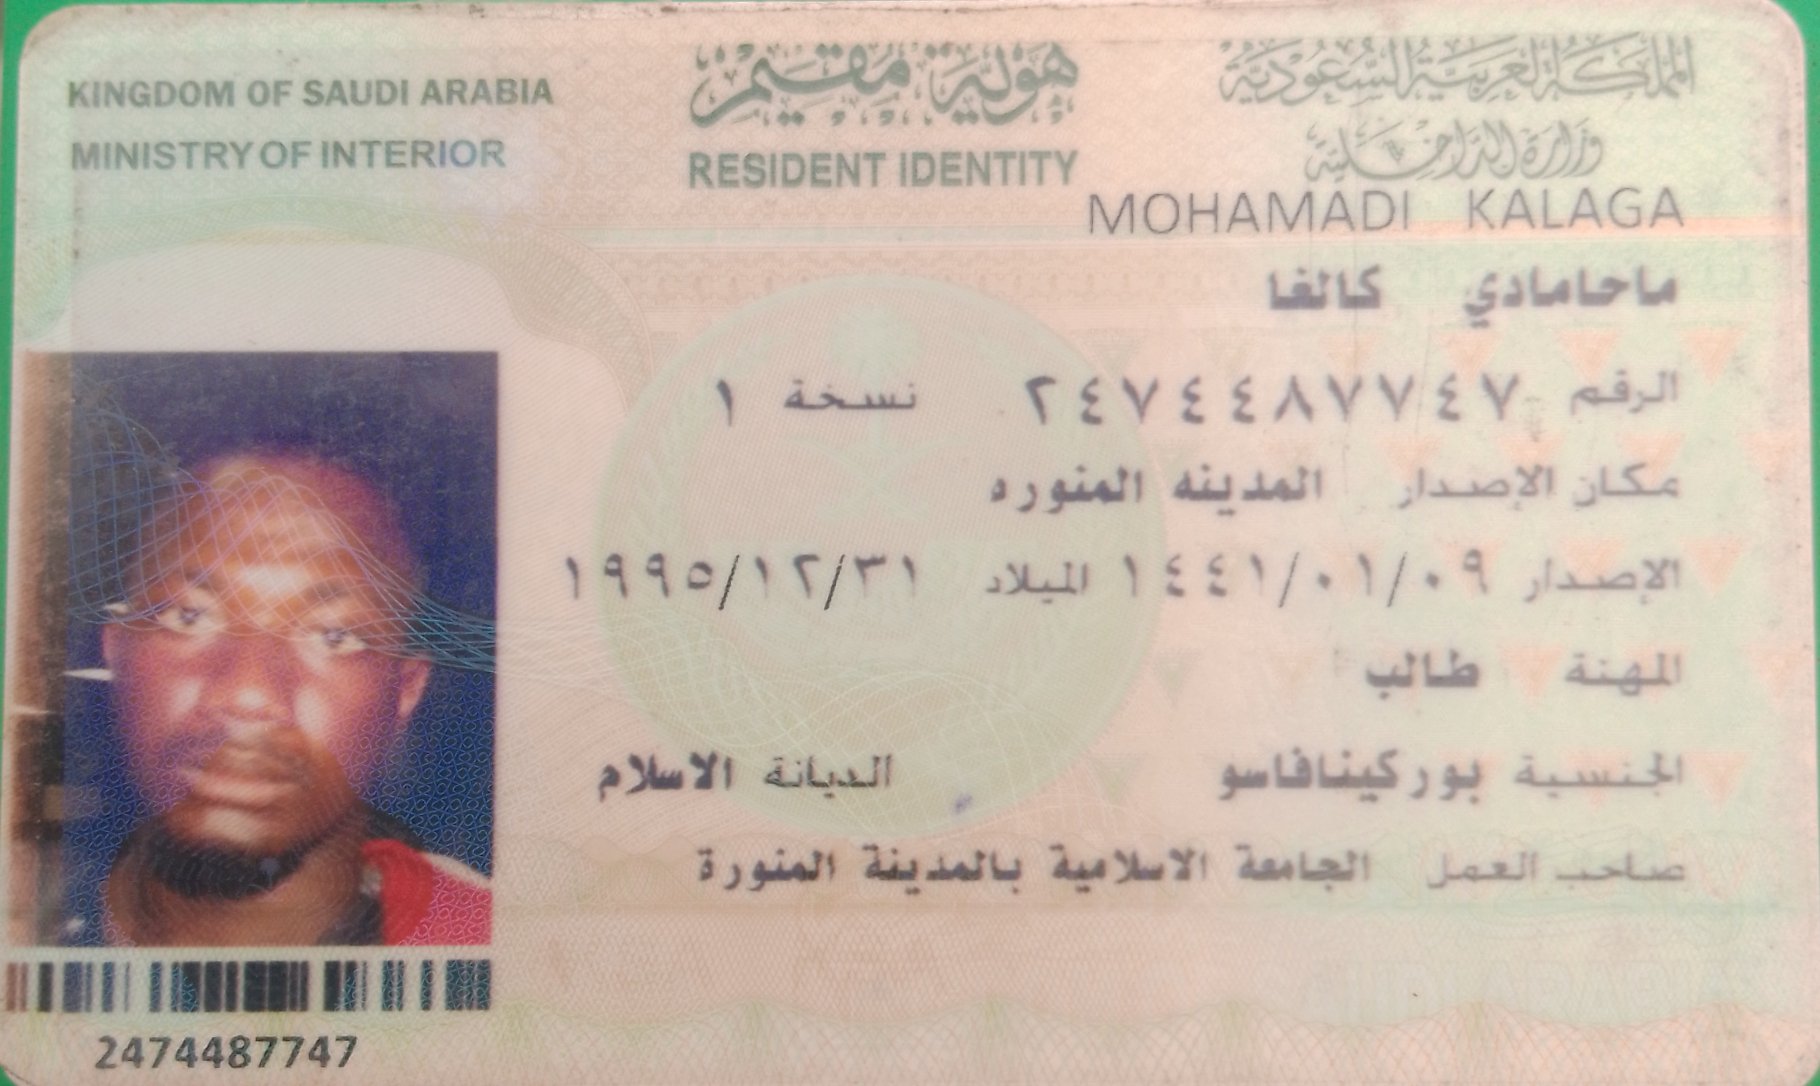 المملكة العربية السعودية
وزارة الداخلية
هوية مقيم
RESIDENT IDENTITY
KINGDOM OF SAUDI ARABIA
MINISTRY OF INTERIOR
MOHAMADI KALAGA
ماحامادي كالغا
الرقم ٢٤٧٤٤٨٧٧٤٧ نسخة ١
مكان الإصدار المدينه المنوره
الإصدار ١٤٤١/٠١/٠٩ الميلاد ١٩٩٥/١٢/٣١
المهنة طالب
الجنسية بوركينافاسو الديانة الاسلام
صاحب العمل الجامعة الاسلامية بالمدينة المنورة
2474487747